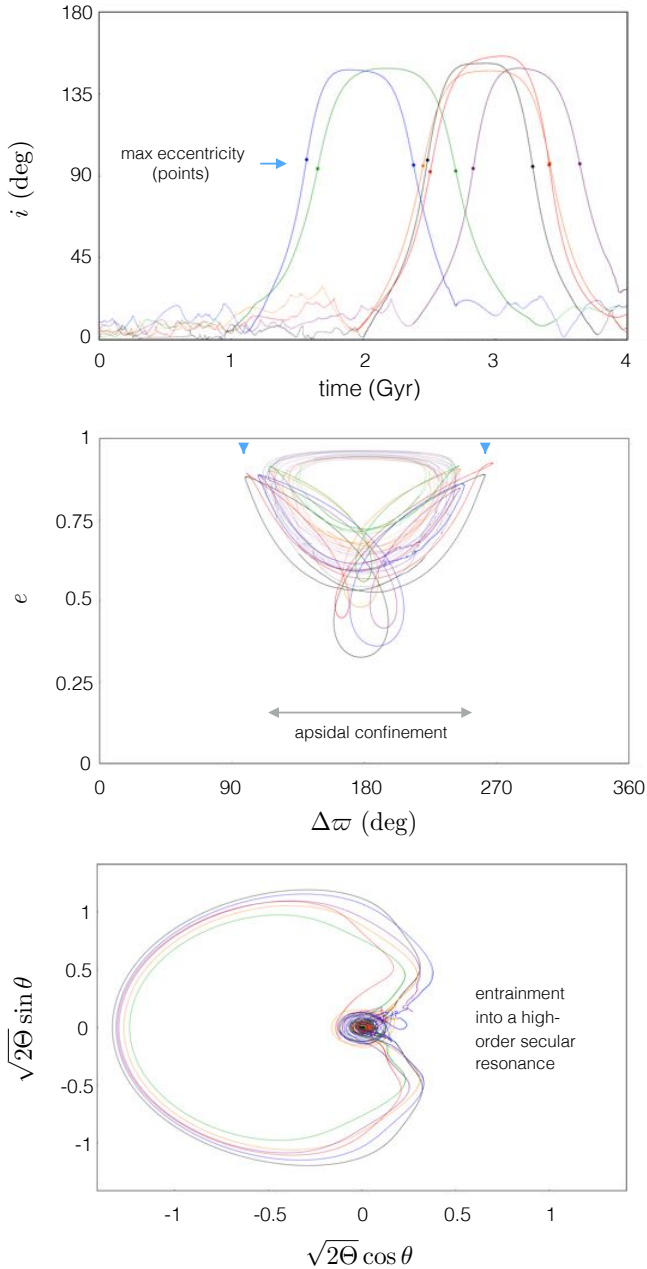 180
135
90
45
0
i (deg)
max eccentricity
(points)
0
1
2
3
4
time (Gyr)
1
0.75
0.5
0.25
0
e
apsidal confinement
0
90
180
270
360
Δϖ (deg)
1
0.5
0
-0.5
-1
√2Θ sin θ
entrainment
into a high-
order secular
resonance
-1
-0.5
0
0.5
1
√2Θ cos θ